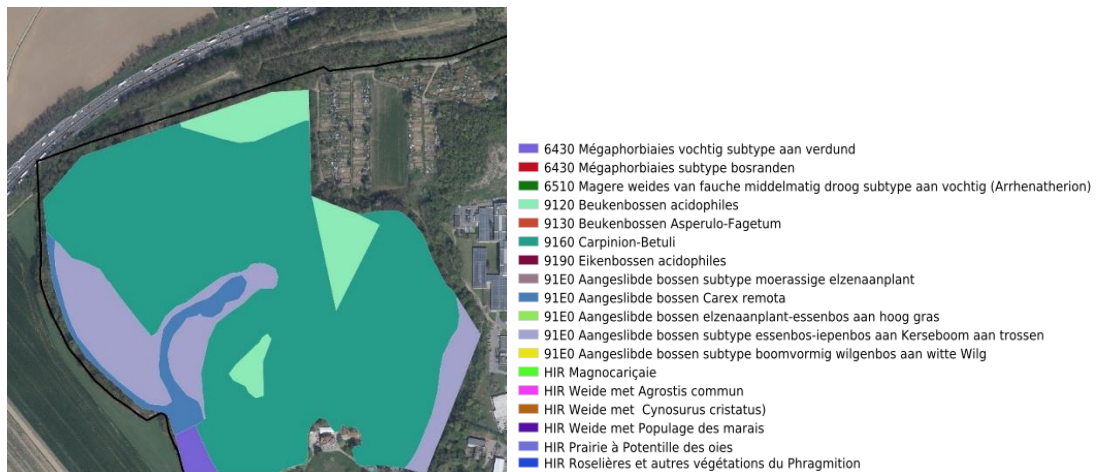 6430 Mégaphorbiaies vochtig subtype aan verdund
6430 Mégaphorbiaies subtype bosranden
6510 Magere weides van fauche middelmatig droog subtype aan vochtig (Arrhenatherion)
9120 Beukenbossen acidophiles
9130 Beukenbossen Asperulo-Fagetum
9160 Carpinion-Betuli
9190 Eikenbossen acidophiles
91E0 Aangeslibde bossen subtype moerassige elzenaanplant
91E0 Aangeslibde bossen Carex remota
91E0 Aangeslibde bossen elzenaanplant-essenbos aan hoog gras
91E0 Aangeslibde bossen subtype essenbos-iepenbos aan Kerseboom aan trossen
91E0 Aangeslibde bossen subtype boomvormig wilgenbos aan witte Wilg
HIR Magnocariçaie
HIR Weide met Agrostis commun
HIR Weide met  Cynosurus cristatus)
HIR Weide met Populage des marais
HIR Prairie à Potentille des oies
HIR Roselières et autres végétations du Phragmition